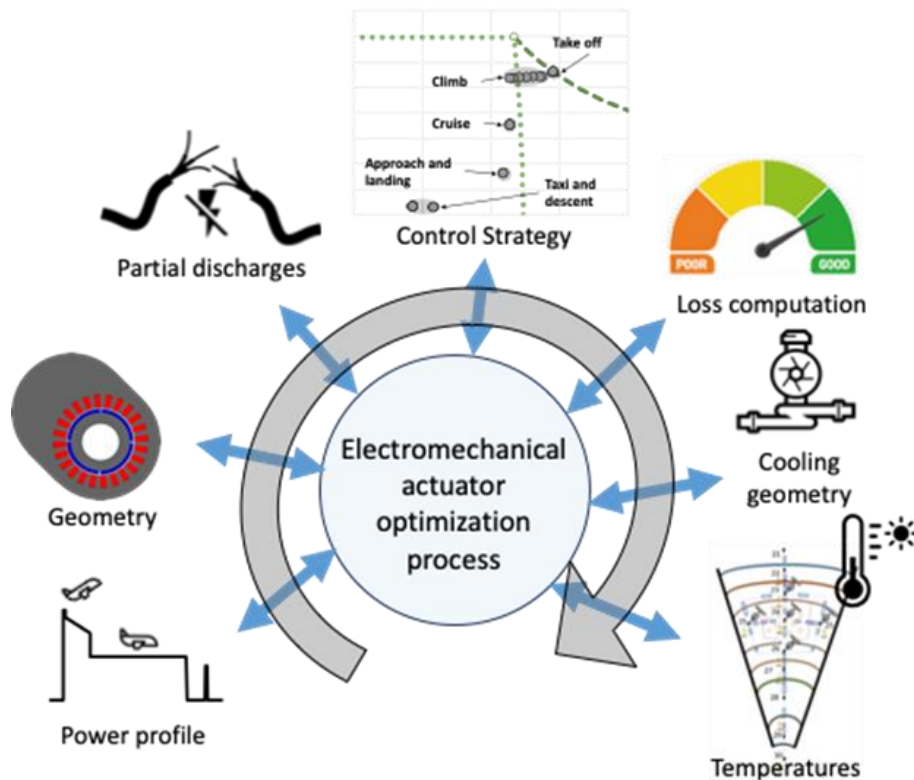 Take off
Climb
Cruise
Approach and
landing
Taxi and
descent
Control Strategy
Partial discharges
POOR
GOOD
Loss computation
Electromechanical
actuator
optimization
process
Cooling
geometry
Geometry
Power profile
Temperatures